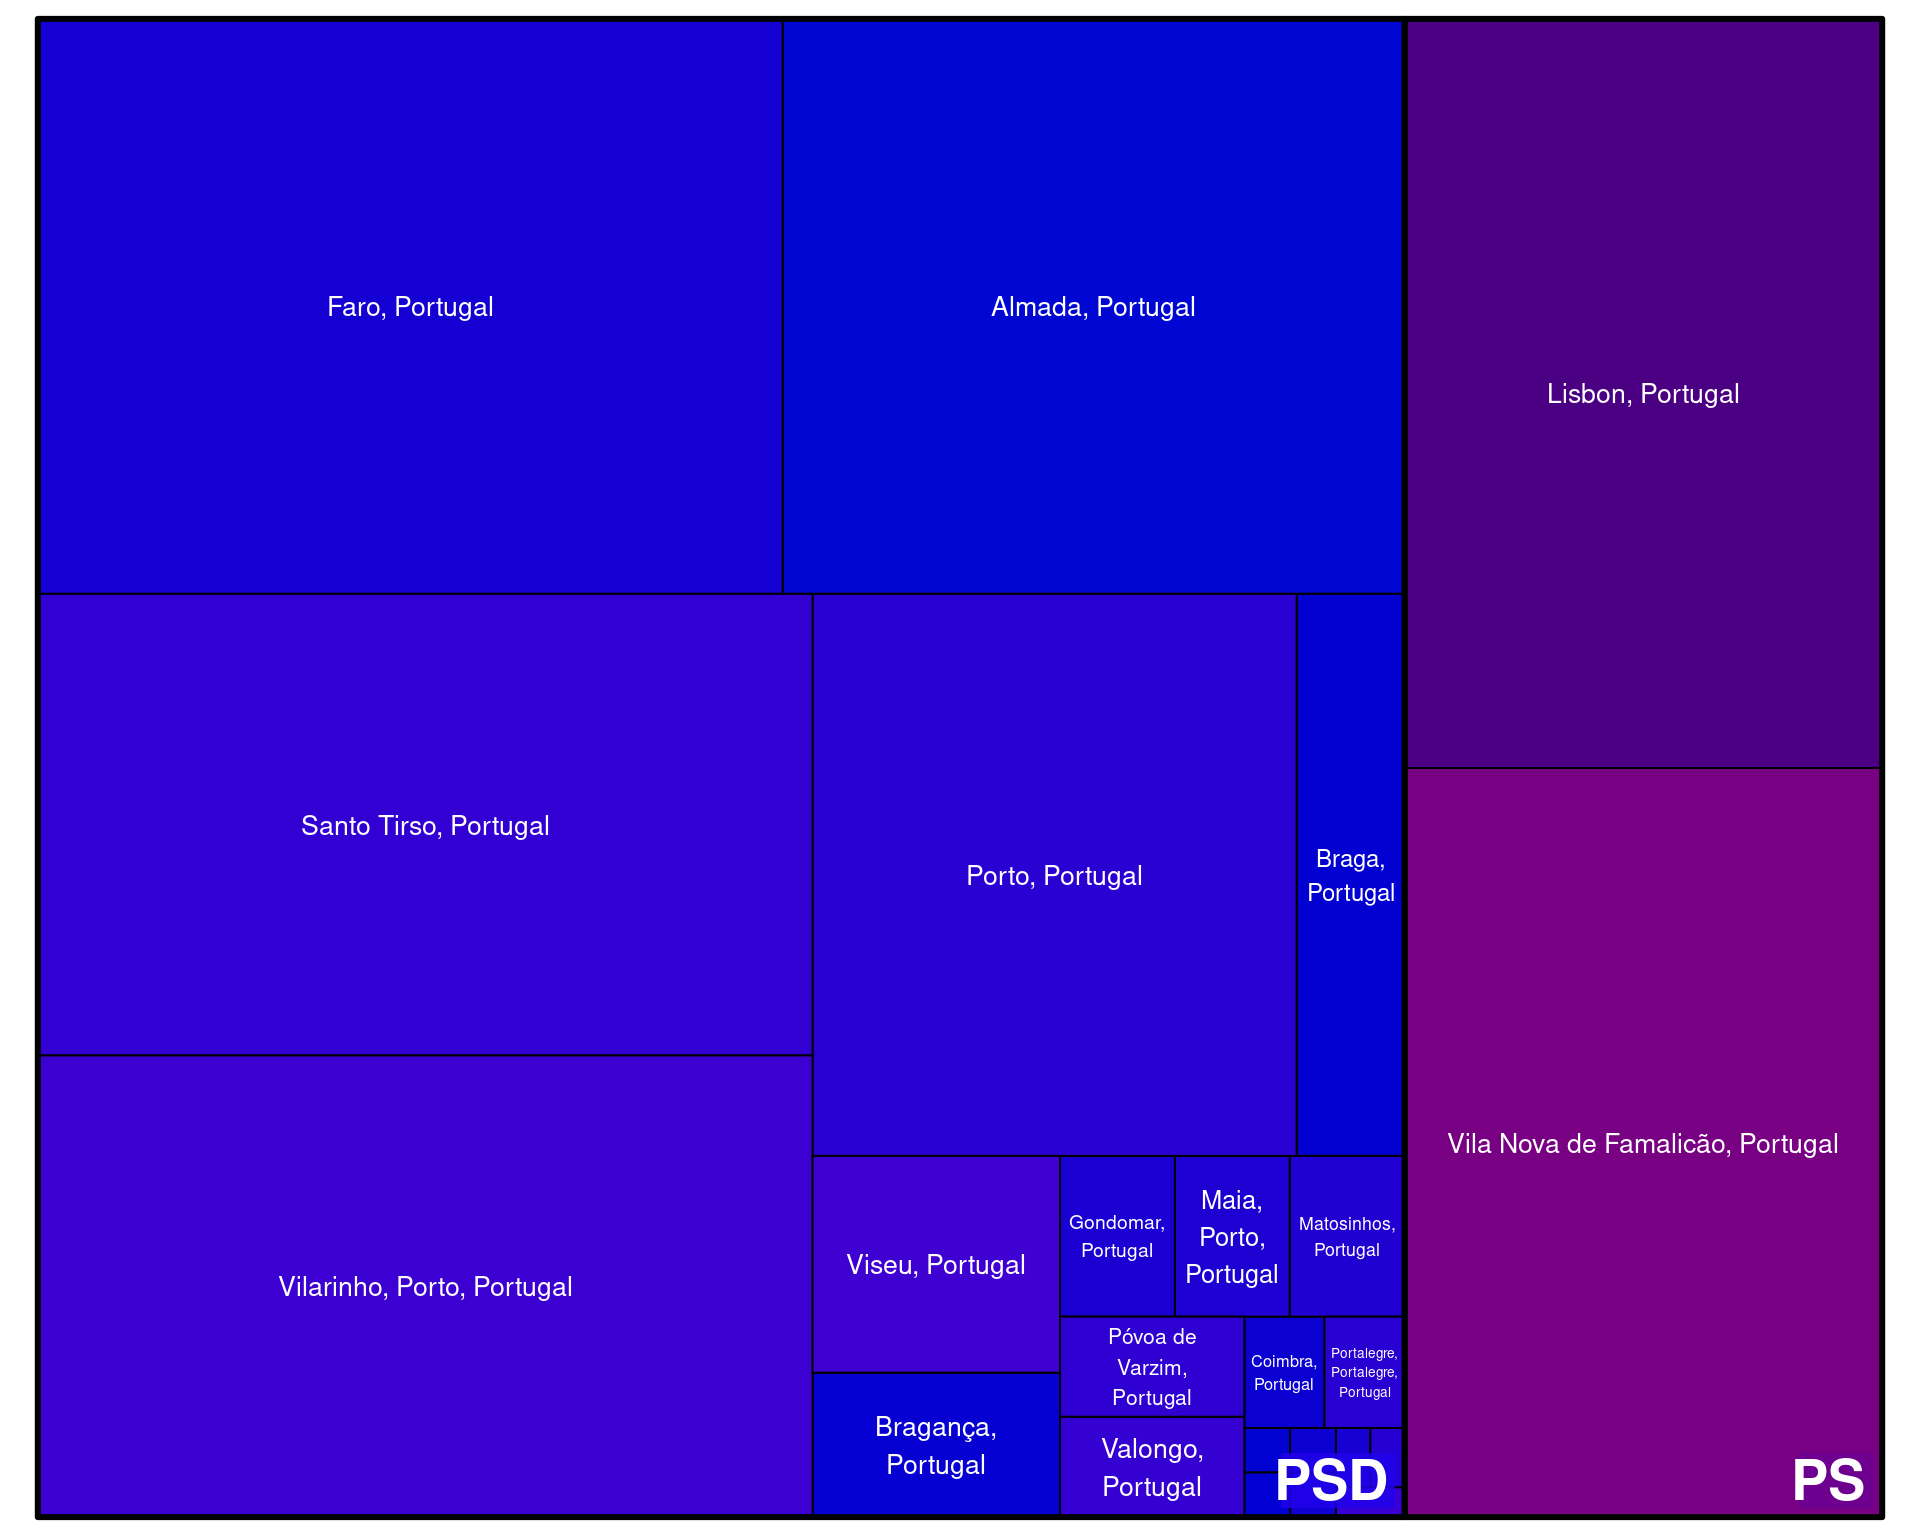 Faro, Portugal
Almada, Portugal
Lisbon, Portugal
Santo Tirso, Portugal
Porto, Portugal
Braga,
Portugal
Vila Nova de Famalicão, Portugal
Vilarinho, Porto, Portugal
Viseu, Portugal
Gondomar,
Portugal
Maia,
Porto,
Portugal
Matosinhos,
Portugal
Póvoa de
Varzim,
Portugal
Coimbra,
Portugal
Portalegre,
Portalegre,
Portugal
Bragança,
Portugal
Valongo,
Portugal
PSD
PS